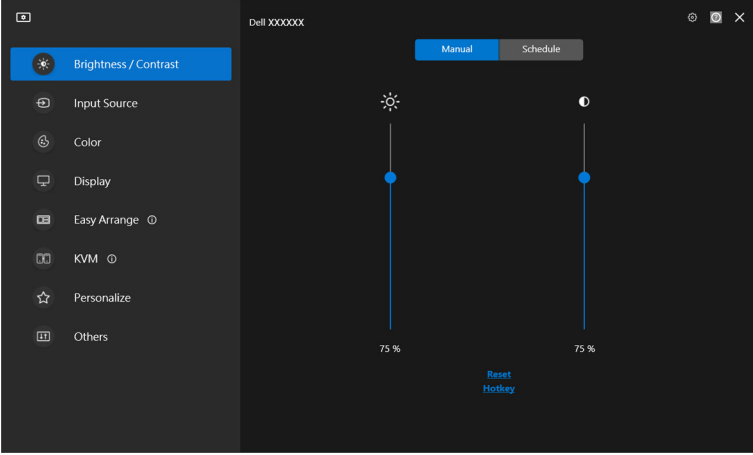 Dell XXXXXX
Manual
Schedule
Brightness / Contrast
Input Source
Color
Display
Easy Arrange
KVM
Personalize
Others
75 %
75 %
Reset
Hotkey